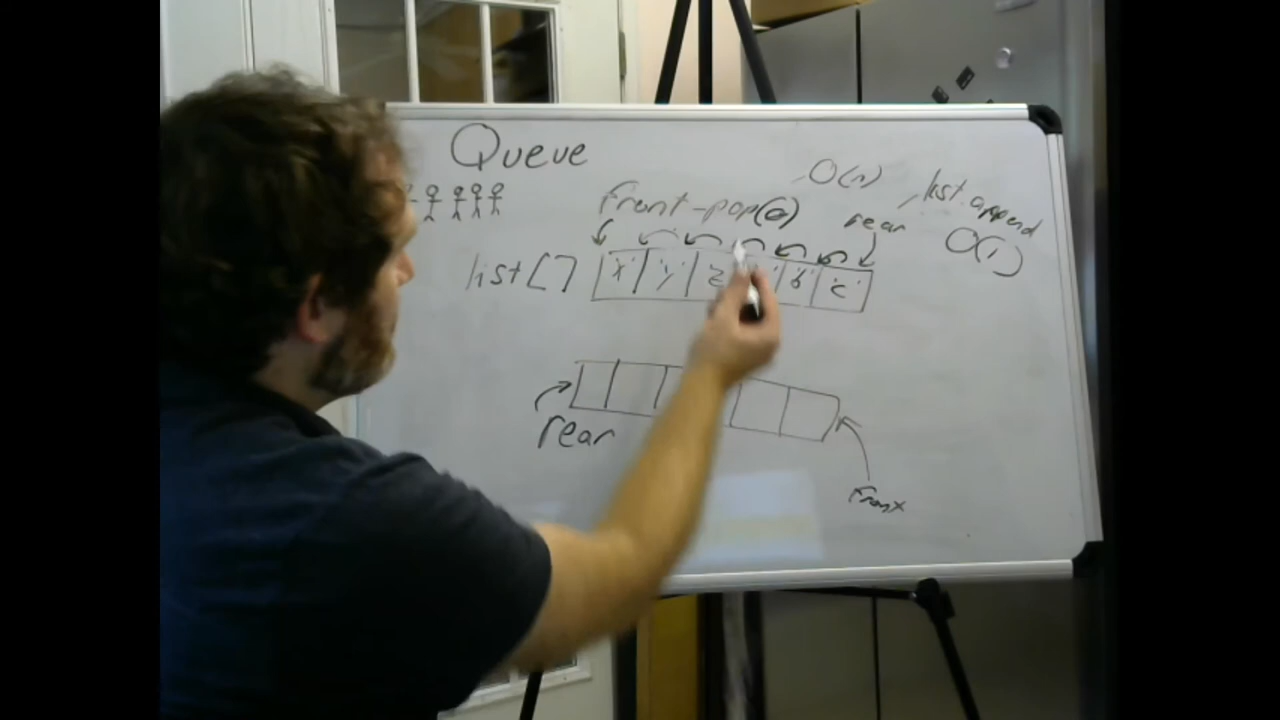 Queue
O(n)
list.append
front-pop(0)
rear
O(1)
list[]
'x' 'y' 'z' 'b' 'c'
rear
Front